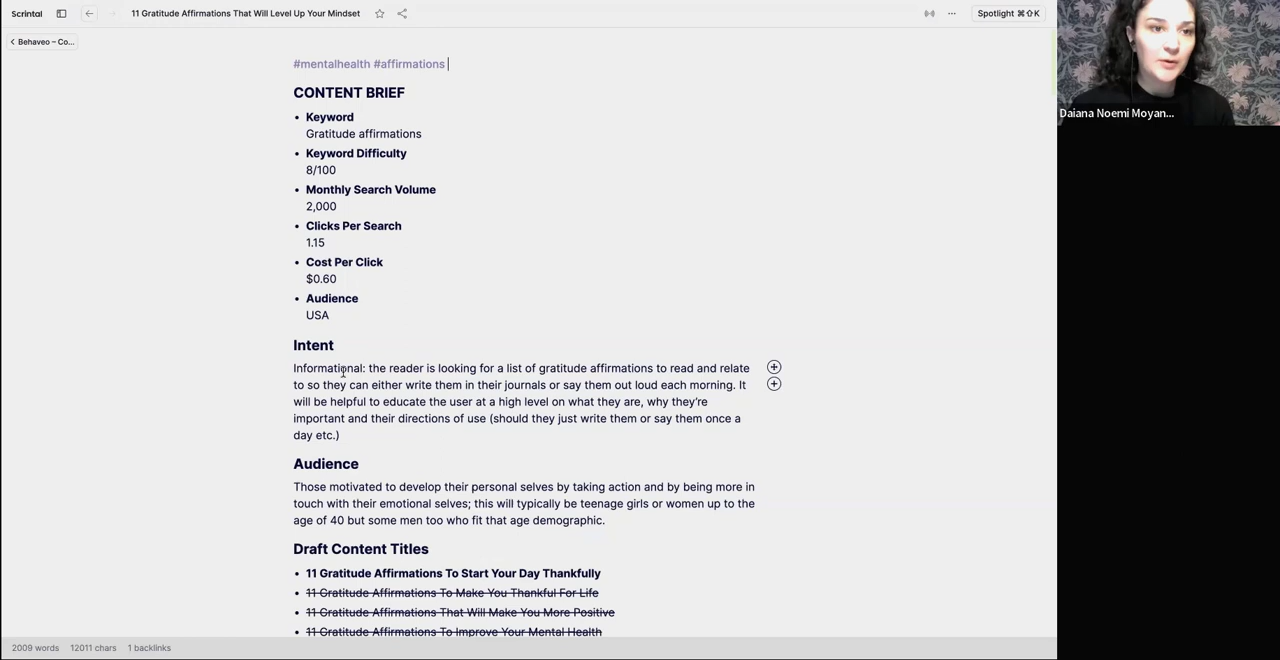 Scrintal
11 Gratitude Affirmations That Will Level Up Your Mindset
Spotlight ⌘⇧K
Behaveo – Co...
#mentalhealth #affirmations
CONTENT BRIEF
• Keyword
Gratitude affirmations
• Keyword Difficulty
8/100
• Monthly Search Volume
2,000
• Clicks Per Search
1.15
• Cost Per Click
$0.60
• Audience
USA
Intent
Informational: the reader is looking for a list of gratitude affirmations to read and relate
to so they can either write them in their journals or say them out loud each morning. It
will be helpful to educate the user at a high level on what they are, why they're
important and their directions of use (should they just write them or say them once a
day etc.)
Audience
Those motivated to develop their personal selves by taking action and by being more in
touch with their emotional selves; this will typically be teenage girls or women up to the
age of 40 but some men too who fit that age demographic.
Draft Content Titles
• 11 Gratitude Affirmations To Start Your Day Thankfully
• 11 Gratitude Affirmations To Make You Thankful For Life
• 11 Gratitude Affirmations That Will Make You More Positive
• 11 Gratitude Affirmations To Improve Your Mental Health
2009 words 12011 chars 1 backlinks
Daiana Noemi Moyan...